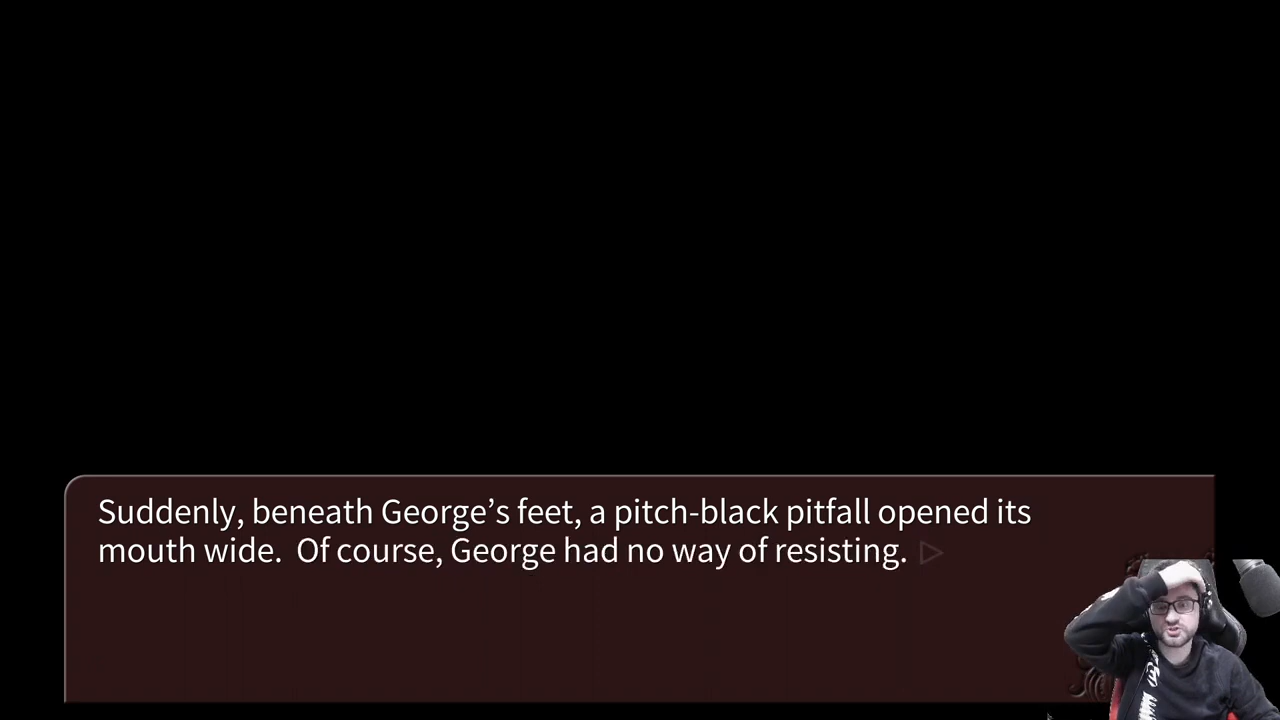 Suddenly, beneath George’s feet, a pitch-black pitfall opened its
mouth wide.  Of course, George had no way of resisting.